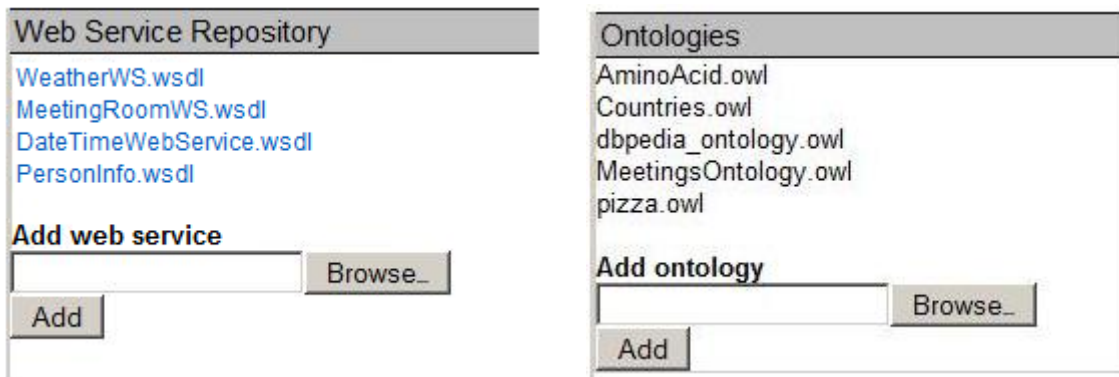 Web Service Repository
WeatherWS.wsdl
MeetingRoomWS.wsdl
DateTimeWebService.wsdl
PersonInfo.wsdl
Add web service
Browse...
Add
Ontologies
AminoAcid.owl
Countries.owl
dbpedia_ontology.owl
MeetingsOntology.owl
pizza.owl
Add ontology
Browse...
Add